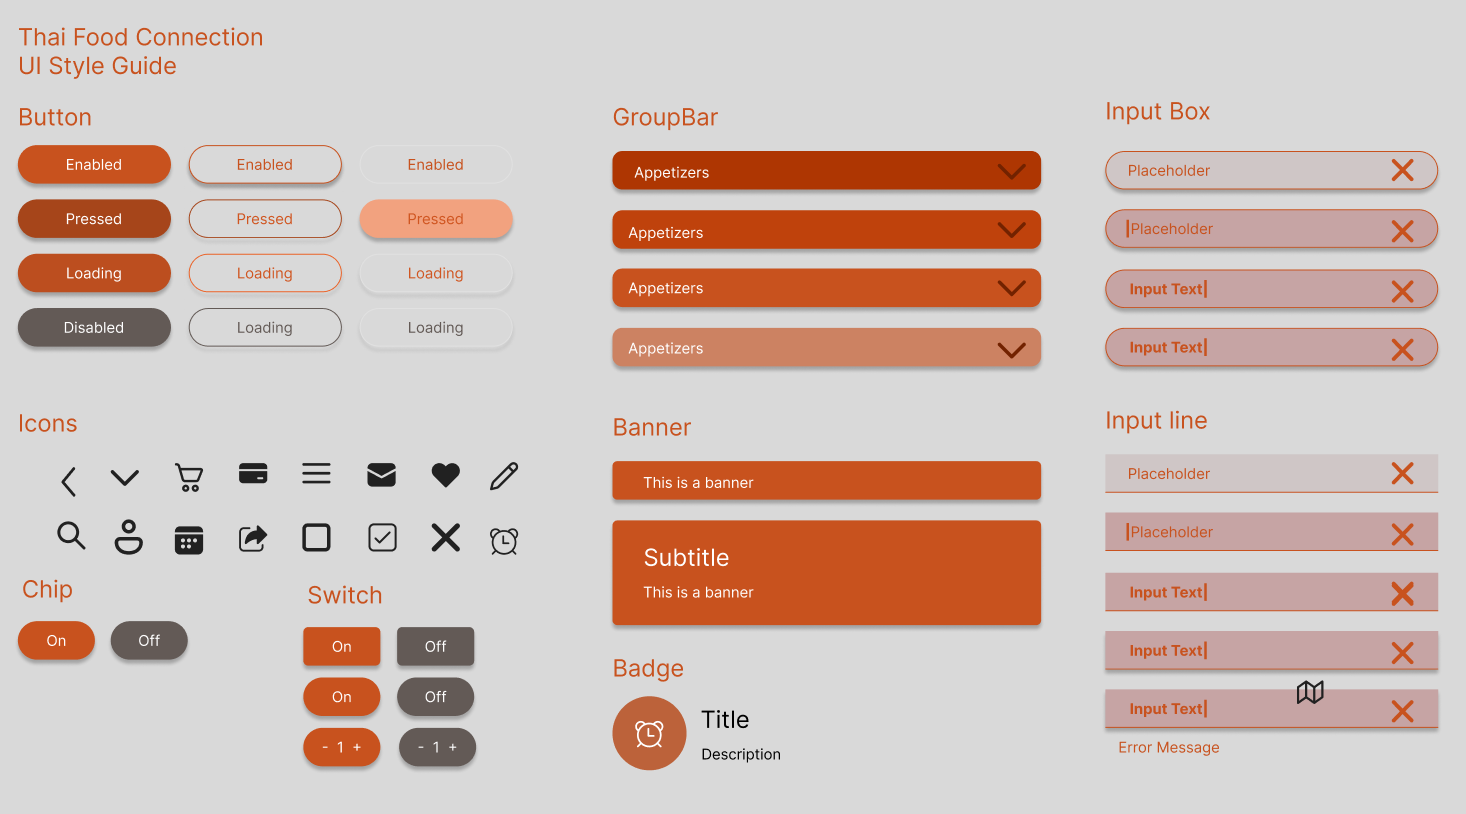 Thai Food Connection
UI Style Guide
Button
Enabled
Enabled
Enabled
Pressed
Pressed
Pressed
Loading
Loading
Loading
Disabled
Loading
Loading
Icons
Chip
On
Off
Switch
On
Off
On
Off
- 1 +
- 1 +
GroupBar
Appetizers
Appetizers
Appetizers
Appetizers
Banner
This is a banner
Subtitle
This is a banner
Badge
Title
Description
Input Box
Placeholder
Placeholder
Input Text
Input Text
Input line
Placeholder
Placeholder
Input Text
Input Text
Input Text
Error Message